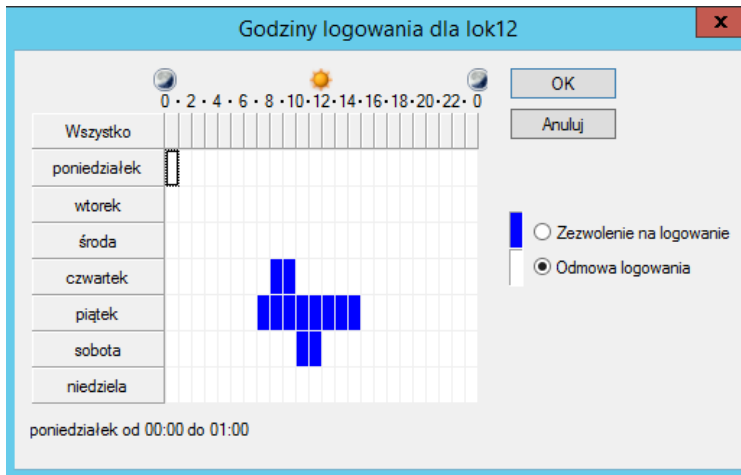 Godziny logowania dla lok12
x
0 · 2 · 4 · 6 · 8 ·10·12·14·16·18·20·22· 0
OK
Anuluj
Wszystko
poniedziałek
wtorek
środa
czwartek
piątek
sobota
niedziela
Zezwolenie na logowanie
Odmowa logowania
poniedziałek od 00:00 do 01:00